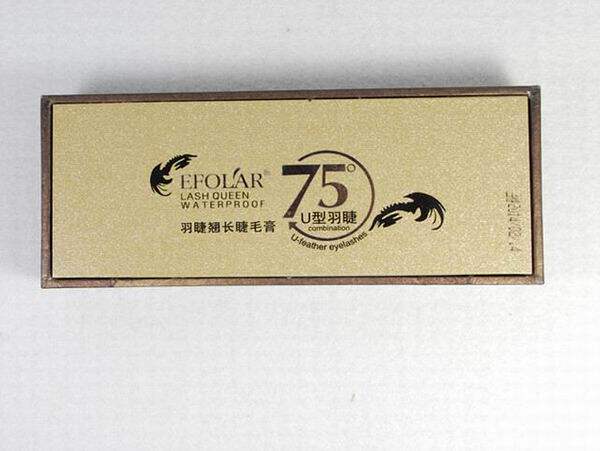 EFOLAR®
LASH QUEEN
WATERPROOF
羽睫翘长睫毛膏
75°
U型羽睫
combination
U-feather eyelashes